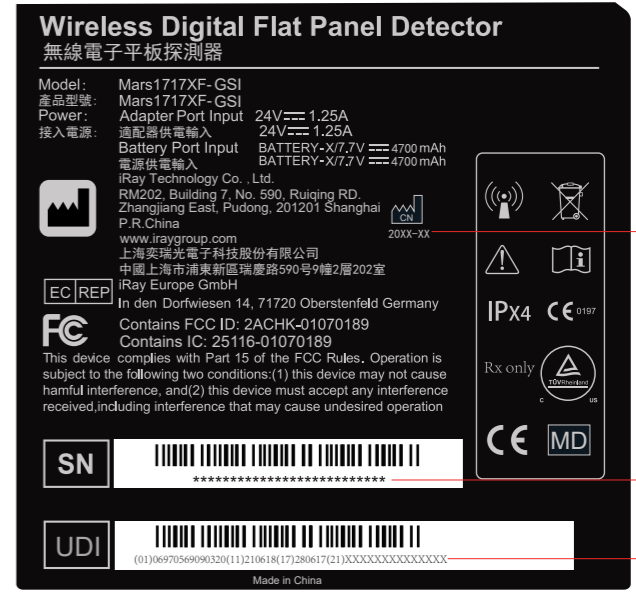 Wireless Digital Flat Panel Detector
無線電子平板探測器
Model: Mars1717XF-GSI
產品型號: Mars1717XF-GSI
Power: Adapter Port Input 24V⎓1.25A
接入電源: 適配器供電輸入 24V⎓1.25A
Battery Port Input BATTERY-X/7.7V⎓4700 mAh
電源供電輸入 BATTERY-X/7.7V⎓4700 mAh
iRay Technology Co. ,Ltd.
RM202, Building 7, No. 590, Ruiqing RD.
Zhangjiang East, Pudong, 201201 Shanghai
P.R.China
www.iraygroup.com
上海奕瑞光電子科技股份有限公司
中國上海市浦東新區瑞慶路590号9幢2層202室
CN
20XX-XX
EC REP
iRay Europe GmbH
In den Dorfwiesen 14, 71720 Oberstenfeld Germany
FC
Contains FCC ID: 2ACHK-01070189
Contains IC: 25116-01070189
This device complies with Part 15 of the FCC Rules. Operation is
subject to the following two conditions:(1) this device may not cause
harmful interference, and(2) this device must accept any interference
received,including interference that may cause undesired operation
IPX4 CE 0197
Rx only
TÜVRheinland
C US
CE MD
SN
**************************
UDI
(01)06970569090320(11)210618(17)280617(21)XXXXXXXXXXXXXX
Made in China